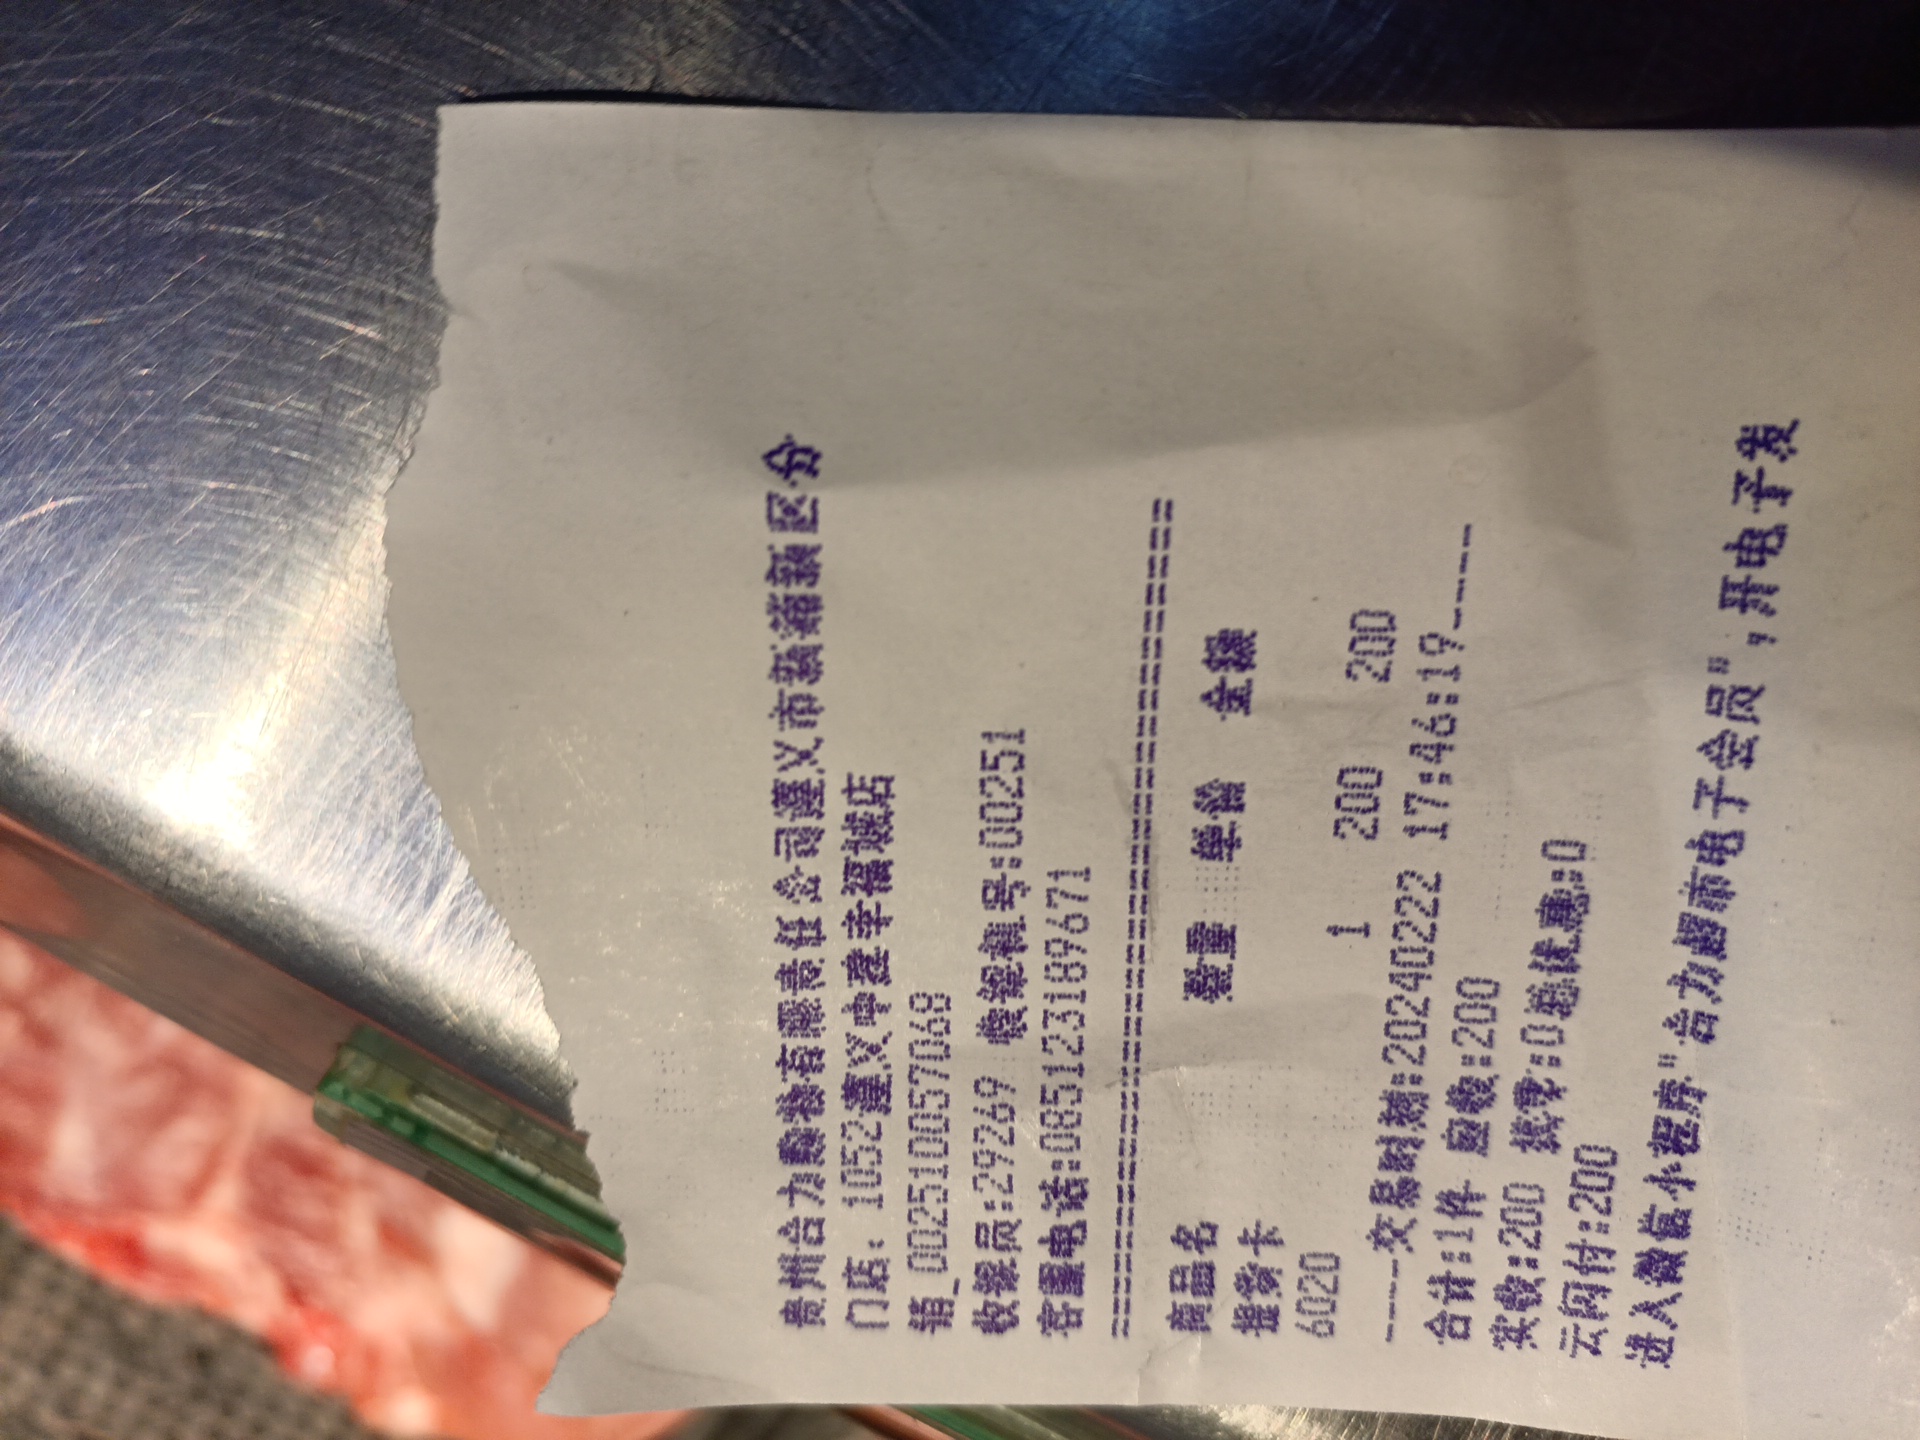 贵州合力购物有限责任公司遵义市新蒲新区分
门店: 1052遵义中建幸福城店
销_002510057068
收银员:29269 收银机号:00251
客服电话:085123189671
================================
商品名 数量 单价 金额
提货卡
6020 1 200 200
----交易时间:20240222 17:46:19-----
合计:1件 应收:200
实收:200 找零:0总优惠:0
云闪付:200
进入微信小程序"合力超市电子会员",开电子发